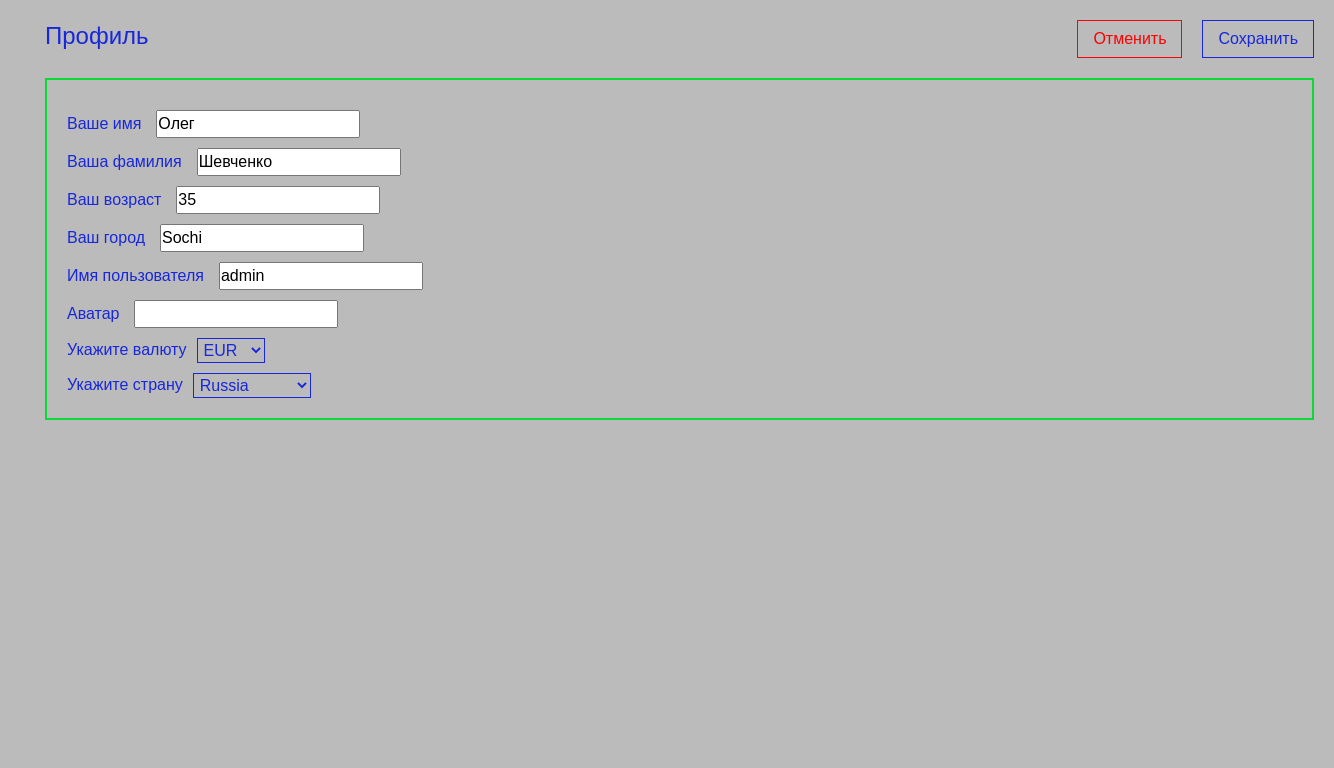 Профиль
Отменить
Сохранить
Ваше имя Олег
Ваша фамилия Шевченко
Ваш возраст 35
Ваш город Sochi
Имя пользователя admin
Аватар
Укажите валюту EUR
Укажите страну Russia